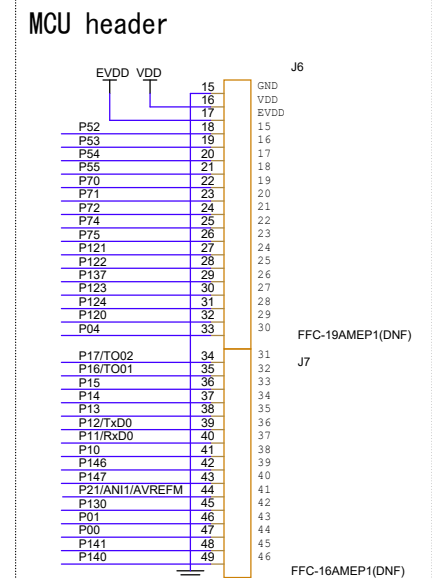 MCU header
J6
EVDD VDD
15 GND
16 VDD
17 EVDD
P52 18 15
P53 19 16
P54 20 17
P55 21 18
P70 22 19
P71 23 20
P72 24 21
P74 25 22
P75 26 23
P121 27 24
P122 28 25
P137 29 26
P123 30 27
P124 31 28
P120 32 29
P04 33 30
FFC-19AMEP1(DNF)
P17/TO02 34 31
J7
P16/TO01 35 32
P15 36 33
P14 37 34
P13 38 35
P12/TxD0 39 36
P11/RxD0 40 37
P10 41 38
P146 42 39
P147 43 40
P21/ANI1/AVREFM 44 41
P130 45 42
P01 46 43
P00 47 44
P141 48 45
P140 49 46
FFC-16AMEP1(DNF)